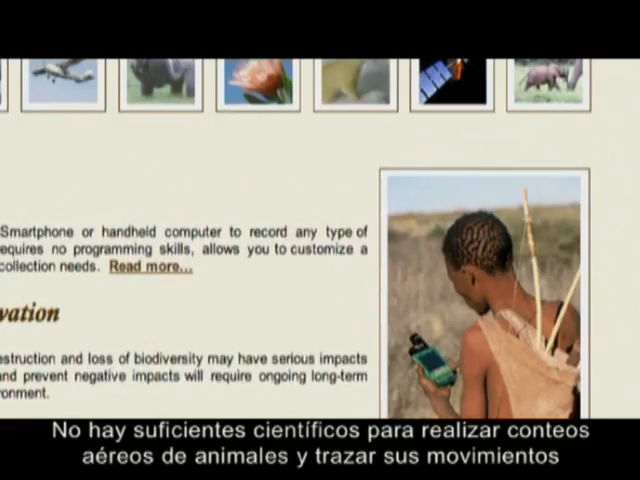 Smartphone or handheld computer to record any type of
equires no programming skills, allows you to customize a
collection needs. Read more...
vation
estruction and loss of biodiversity may have serious impacts
and prevent negative impacts will require ongoing long-term
ronment.
No hay suficientes científicos para realizar conteos
aéreos de animales y trazar sus movimientos